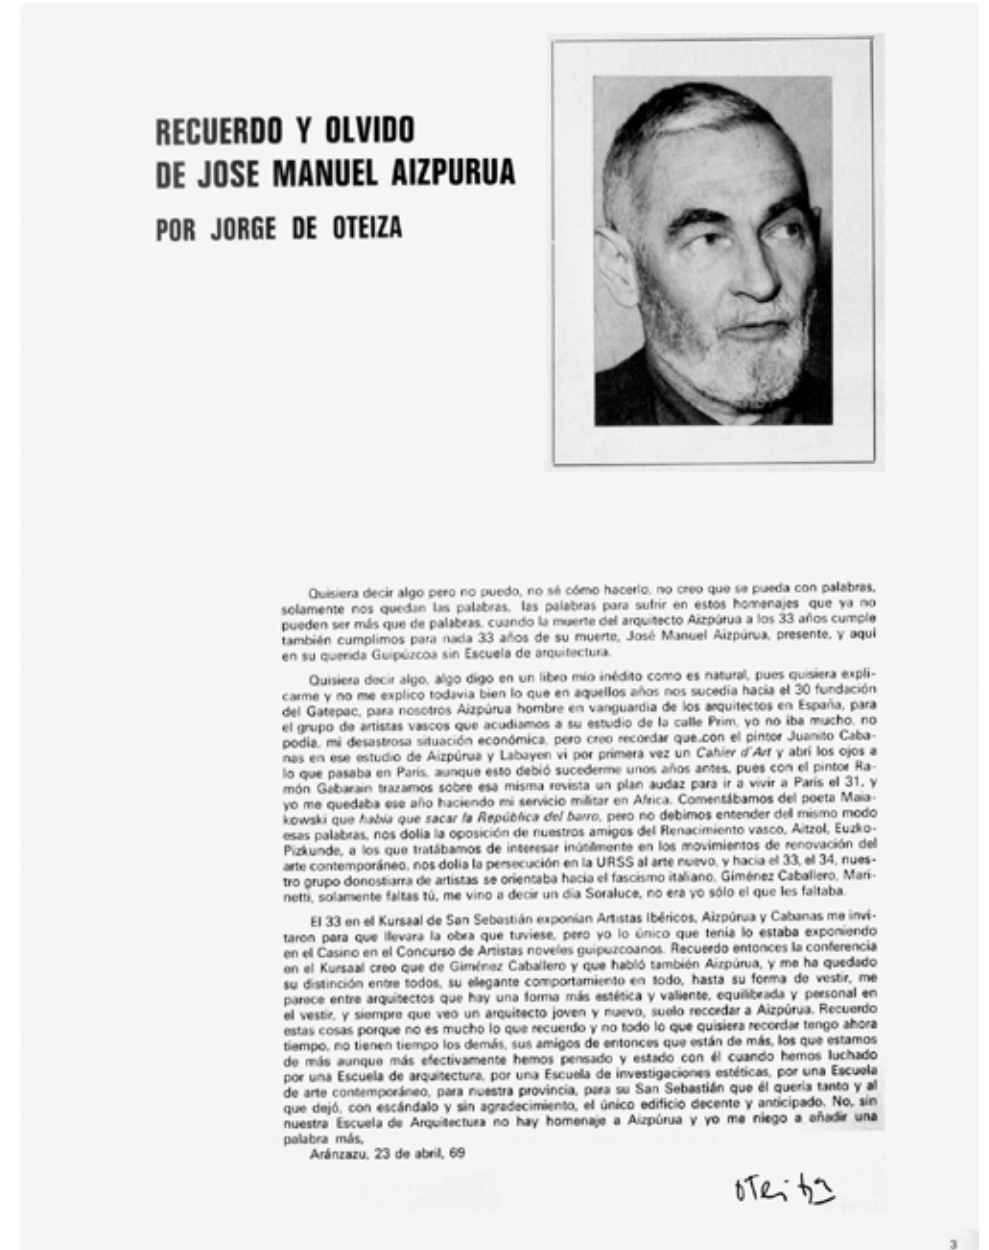 RECUERDO Y OLVIDO
DE JOSE MANUEL AIZPURUA
POR JORGE DE OTEIZA
Quisiera decir algo pero no puedo, no sé cómo hacerlo, no creo que se pueda con palabras,
solamente nos quedan las palabras, las palabras para sufrir en estos homenajes que ya no
pueden ser más que de palabras, cuando la muerte del arquitecto Aizpúrua a los 33 años cumple
también cumplimos para nada 33 años de su muerte, José Manuel Aizpúrua, presente, y aquí
en su querida Guipúzcoa sin Escuela de arquitectura.
Quisiera decir algo, algo digo en un libro mío inédito como es natural, pues quisiera expli-
carme y no me explico todavía bien lo que en aquellos años nos sucedía hacia el 30 fundación
del Gatepac, para nosotros Aizpúrua hombre en vanguardia de los arquitectos en España, para
el grupo de artistas vascos que acudíamos a su estudio de la calle Prim, yo no iba mucho, no
podía, mi desastrosa situación económica, pero creo recordar que con el pintor Juanito Caba-
nas en ese estudio de Aizpúrua y Labayen vi por primera vez un Cahier d'Art y abrí los ojos a
lo que pasaba en París, aunque esto debió sucederme unos años antes, pues con el pintor Ra-
món Gabarain trazamos sobre esa misma revista un plan audaz para ir a vivir a París el 31, y
yo me quedaba ese año haciendo mi servicio militar en Africa. Comentábamos del poeta Maia-
kowski que había que sacar la República del barro, pero no debimos entender del mismo modo
esas palabras, nos dolía la oposición de nuestros amigos del Renacimiento vasco, Aitzol, Euzko-
Pizkunde, a los que tratábamos de interesar inútilmente en los movimientos de renovación del
arte contemporáneo, nos dolía la persecución en la URSS al arte nuevo, y hacia el 33, el 34, nues-
tro grupo donostiarra de artistas se orientaba hacia el fascismo italiano, Giménez Caballero, Mari-
netti, solamente faltas tú, me vino a decir un día Soraluce, no era yo sólo el que les faltaba.
El 33 en el Kursaal de San Sebastián exponían Artistas Ibéricos, Aizpúrua y Cabanas me invi-
taron para que llevara la obra que tuviese, pero yo lo único que tenía lo estaba exponiendo
en el Casino en el Concurso de Artistas noveles guipuzcoanos. Recuerdo entonces la conferencia
en el Kursaal creo que de Giménez Caballero y que habló también Aizpúrua, y me ha quedado
su distinción entre todos, su elegante comportamiento en todo, hasta su forma de vestir, me
parece entre arquitectos que hay una forma más estética y valiente, equilibrada y personal en
el vestir, y siempre que veo un arquitecto joven y nuevo, suelo recordar a Aizpúrua. Recuerdo
estas cosas porque no es mucho lo que recuerdo y no todo lo que quisiera recordar tengo ahora
tiempo, no tienen tiempo los demás, sus amigos de entonces que están de más, los que estamos
de más aunque más efectivamente hemos pensado y estado con él cuando hemos luchado
por una Escuela de arquitectura, por una Escuela de investigaciones estéticas, por una Escuela
de arte contemporáneo, para nuestra provincia, para su San Sebastián que él quería tanto y al
que dejó, con escándalo y sin agradecimiento, el único edificio decente y anticipado. No, sin
nuestra Escuela de Arquitectura no hay homenaje a Aizpúrua y yo me niego a añadir una
palabra más,
Aránzazu, 23 de abril, 69
oteiza
3